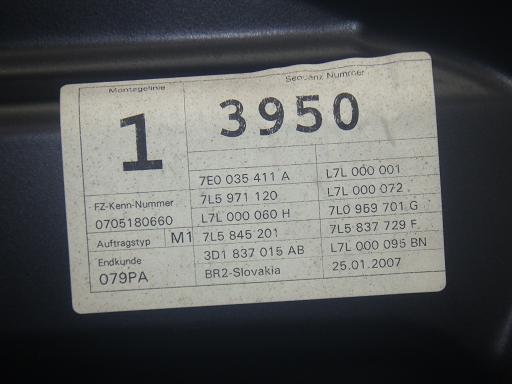 Montagelinie
Sequenz Nummer
1
3950
7E0 035 411 A
L7L 000 001
7L5 971 120
L7L 000 072
FZ-Kenn-Nummer
L7L 000 060 H
7L0 959 701 G
0705180660
Auftragstyp M1
7L5 845 201
7L5 837 729 F
Endkunde
3D1 837 015 AB
L7L 000 095 BN
079PA
BR2-Slovakia
25.01.2007